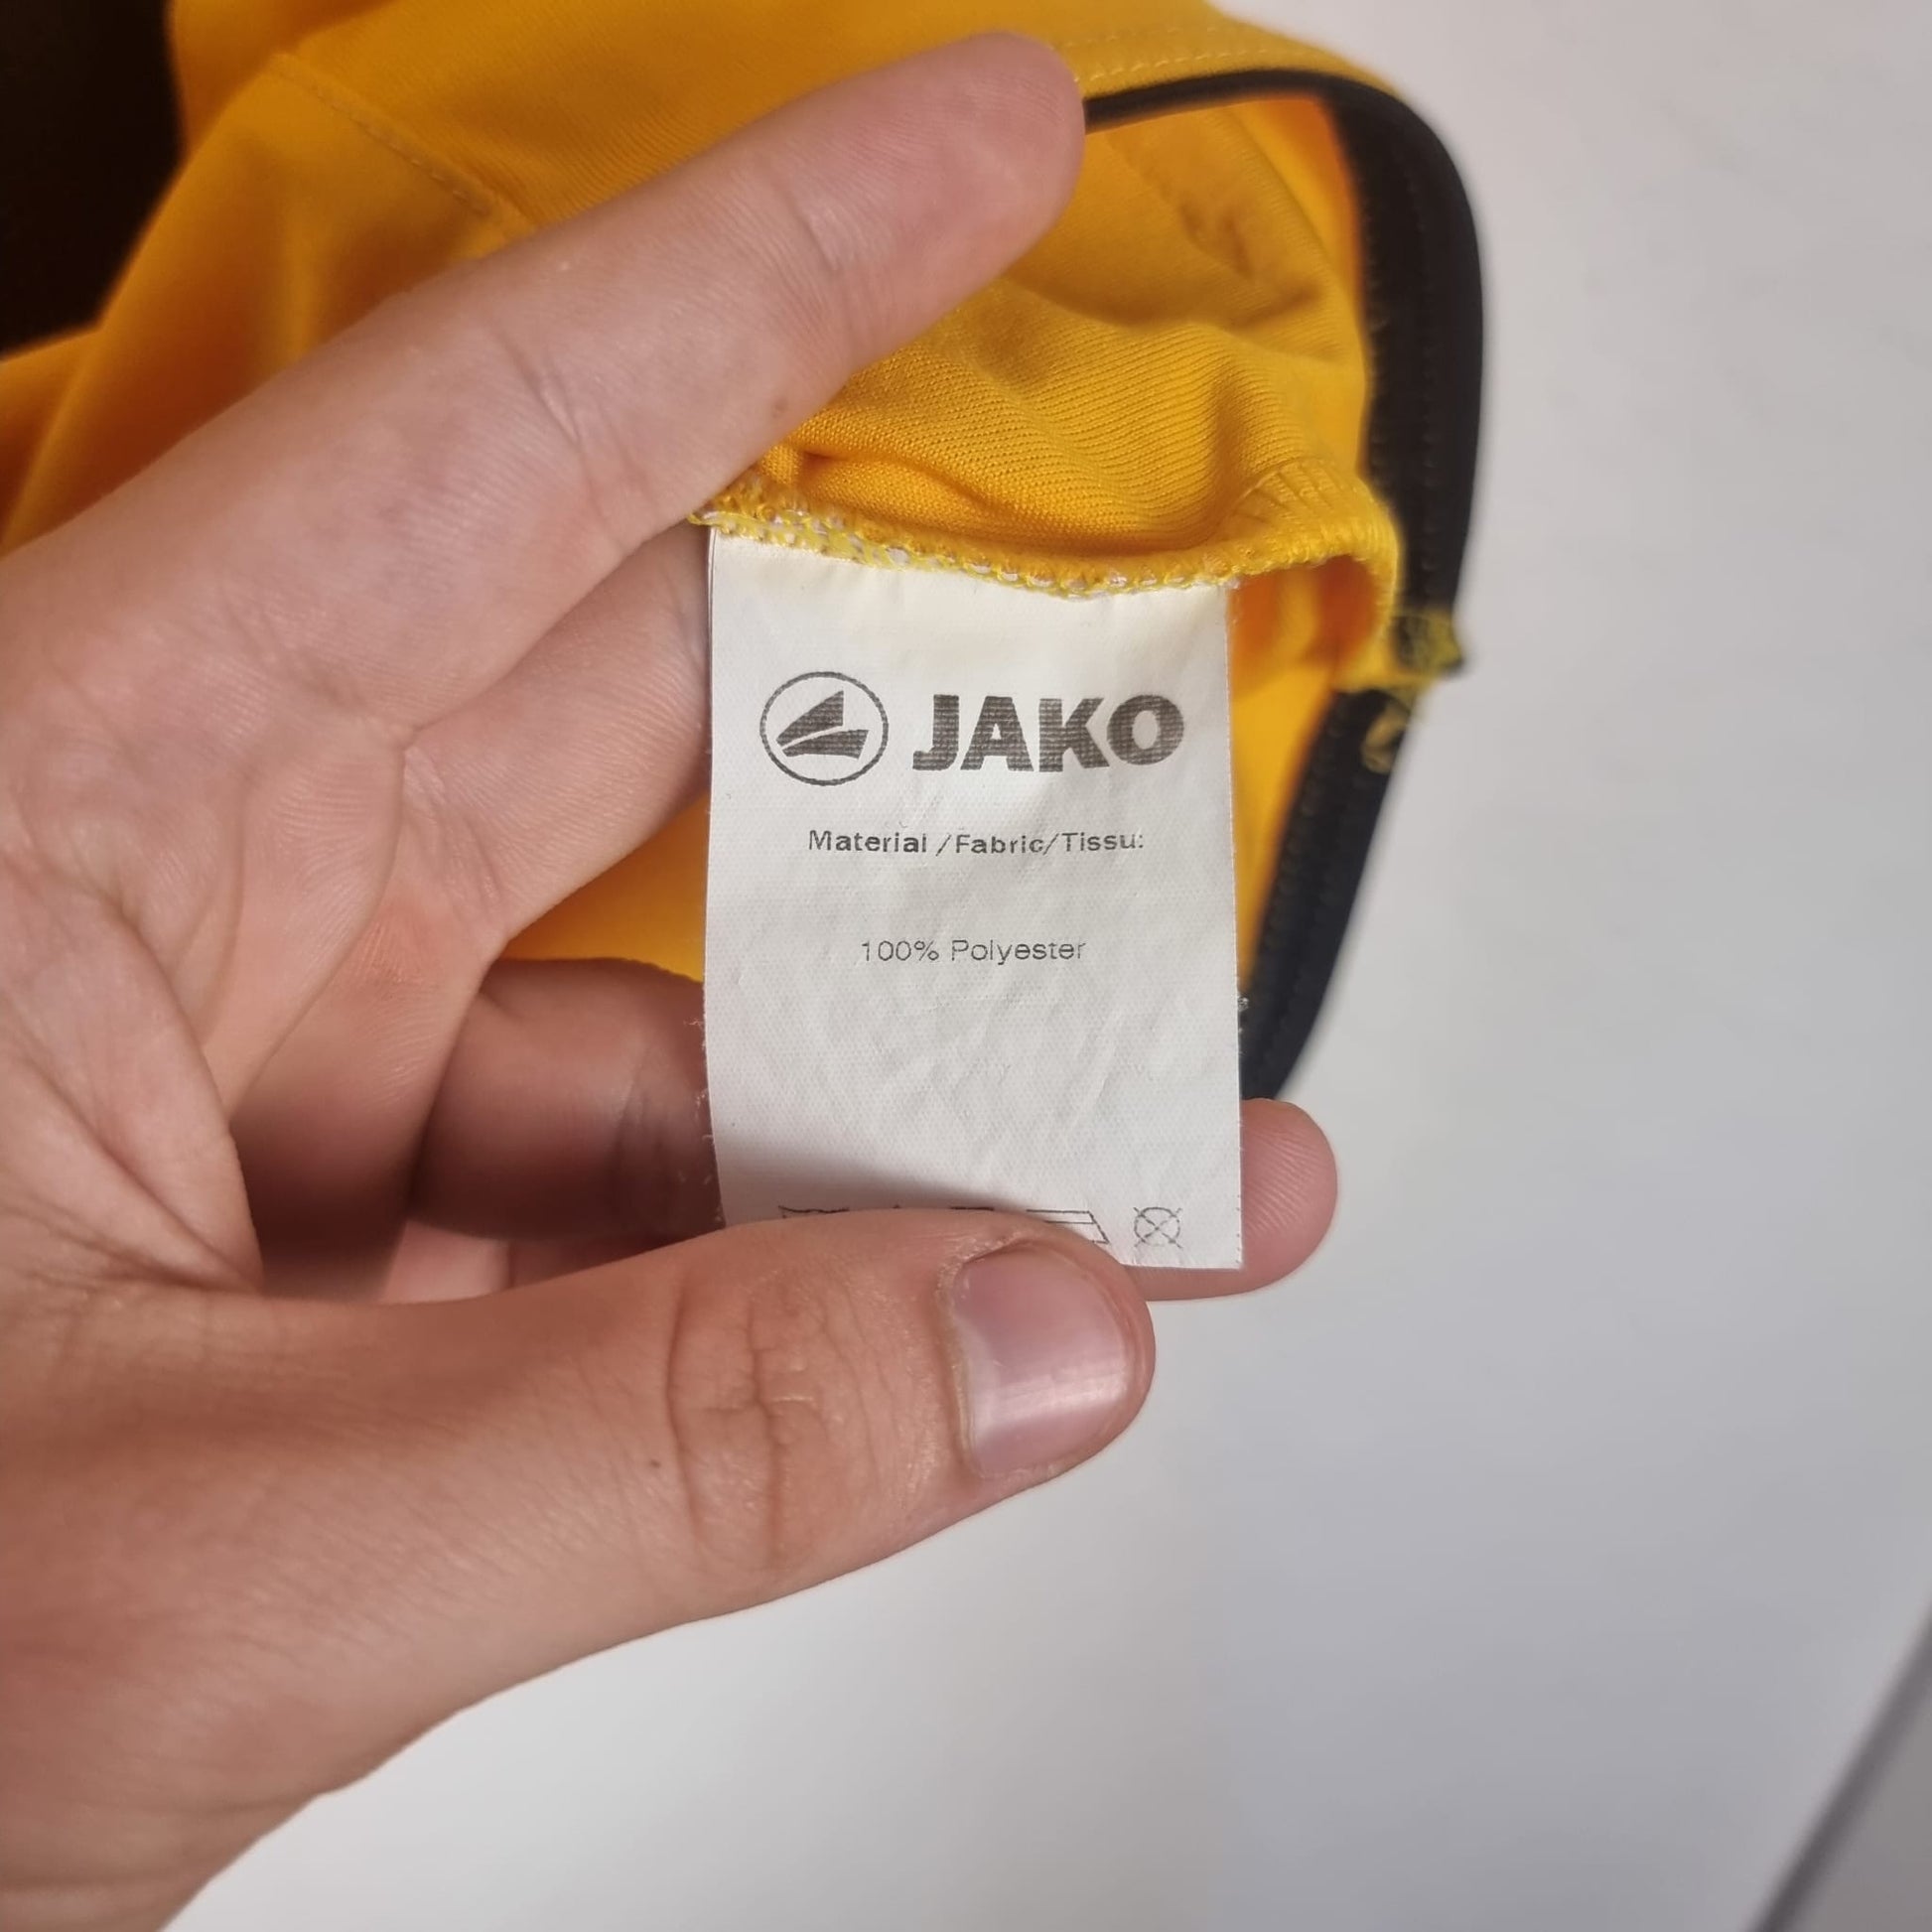 JAKO
Material /Fabric/Tissu:
100% Polyester